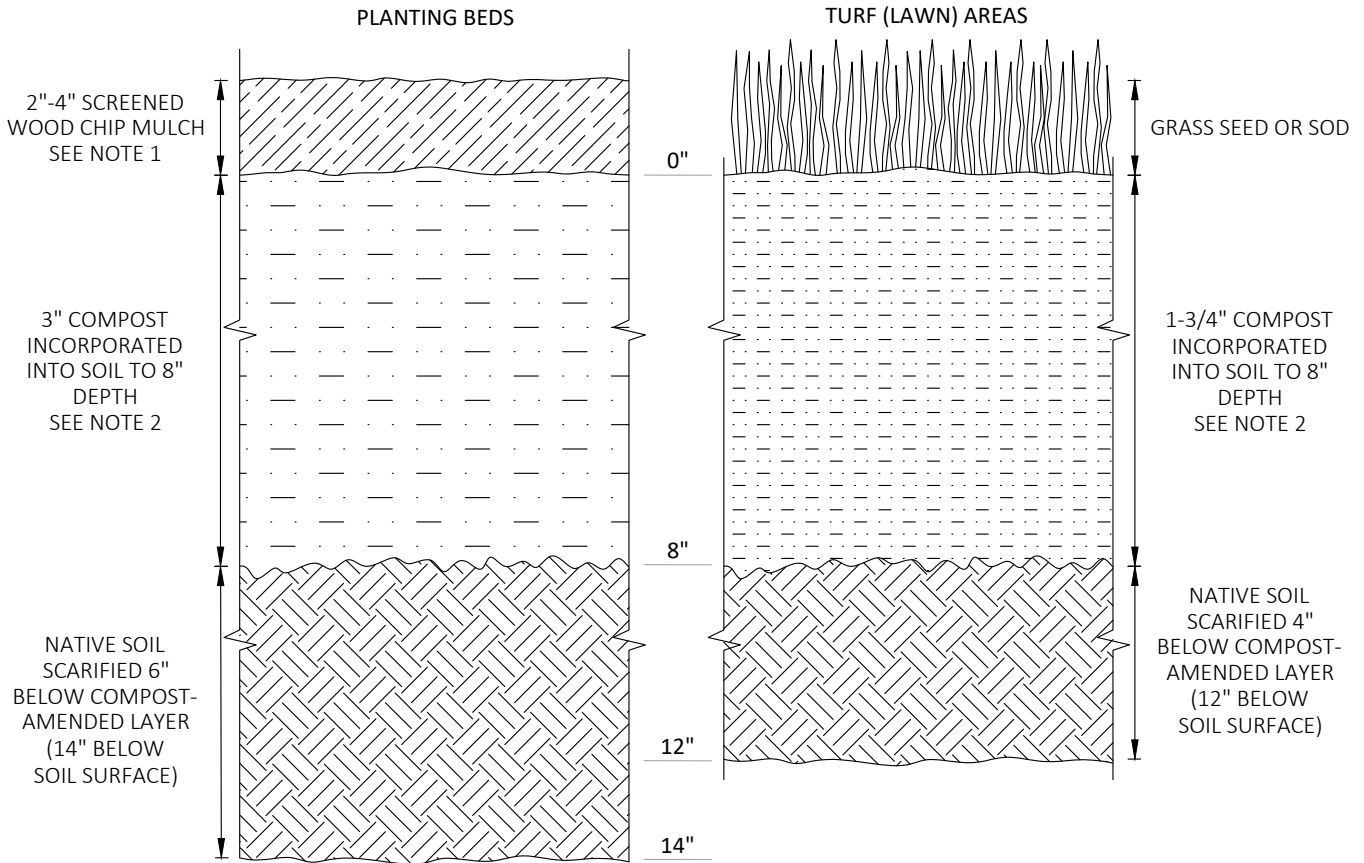 PLANTING BEDS
TURF (LAWN) AREAS
2"-4" SCREENED
WOOD CHIP MULCH
SEE NOTE 1
GRASS SEED OR SOD
0"
3" COMPOST
INCORPORATED
INTO SOIL TO 8"
DEPTH
SEE NOTE 2
1-3/4" COMPOST
INCORPORATED
INTO SOIL TO 8"
DEPTH
SEE NOTE 2
8"
NATIVE SOIL
SCARIFIED 6"
BELOW COMPOST-
AMENDED LAYER
(14" BELOW
SOIL SURFACE)
NATIVE SOIL
SCARIFIED 4"
BELOW COMPOST-
AMENDED LAYER
(12" BELOW
SOIL SURFACE)
12"
14"